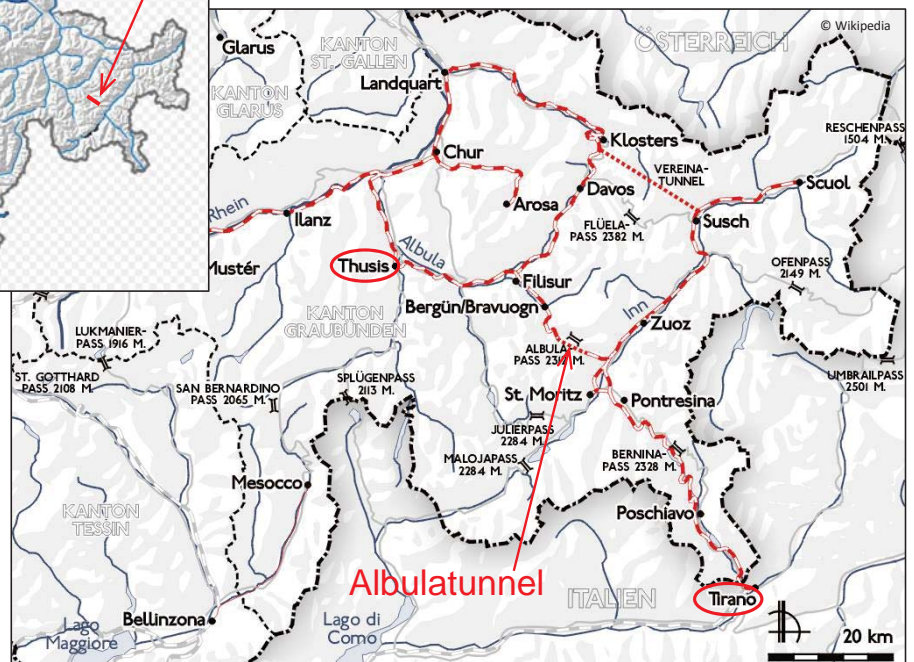 © Wikipedia
Glarus
KANTON
ST. GALLEN
ÖSTERREICH
KANTON
GLARUS
Landquart
Klosters
RESCHENPASS
1504 M.
Chur
VEREINA-
TUNNEL
Davos
Scuol
Rhein
Ilanz
Arosa
FLÜELA-
PASS 2382 M.
Susch
Albula
Mustér
Thusis
Filisur
OFENPASS
2149 M.
KANTON
GRAUBÜNDEN
Bergün/Bravuogn
Inn
Zuoz
LUKMANIER-
PASS 1916 M.
ALBULA-
PASS 2312 M.
ST. GOTTHARD
PASS 2108 M.
SAN BERNARDINO
PASS 2065 M.
SPLÜGENPASS
2113 M.
St. Moritz
Pontresina
UMBRAILPASS
2501 M.
JULIERPASS
2284 M.
MALOJAPASS
2284 M.
BERNINA-
PASS 2328 M.
Mesocco
KANTON
TESSIN
Poschiavo
Albulatunnel
ITALIEN
Tirano
Bellinzona
Lago
Maggiore
Lago di
Como
20 km